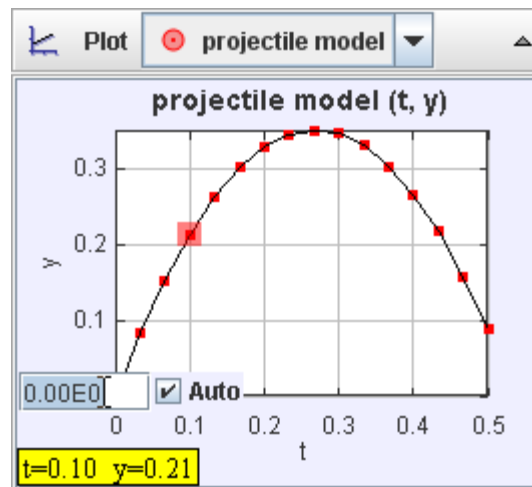 Plot projectile model
projectile model (t, y)
0.3
0.2
y
0.1
0.00E0 Auto
0 0.1 0.2 0.3 0.4 0.5
t
t=0.10 y=0.21